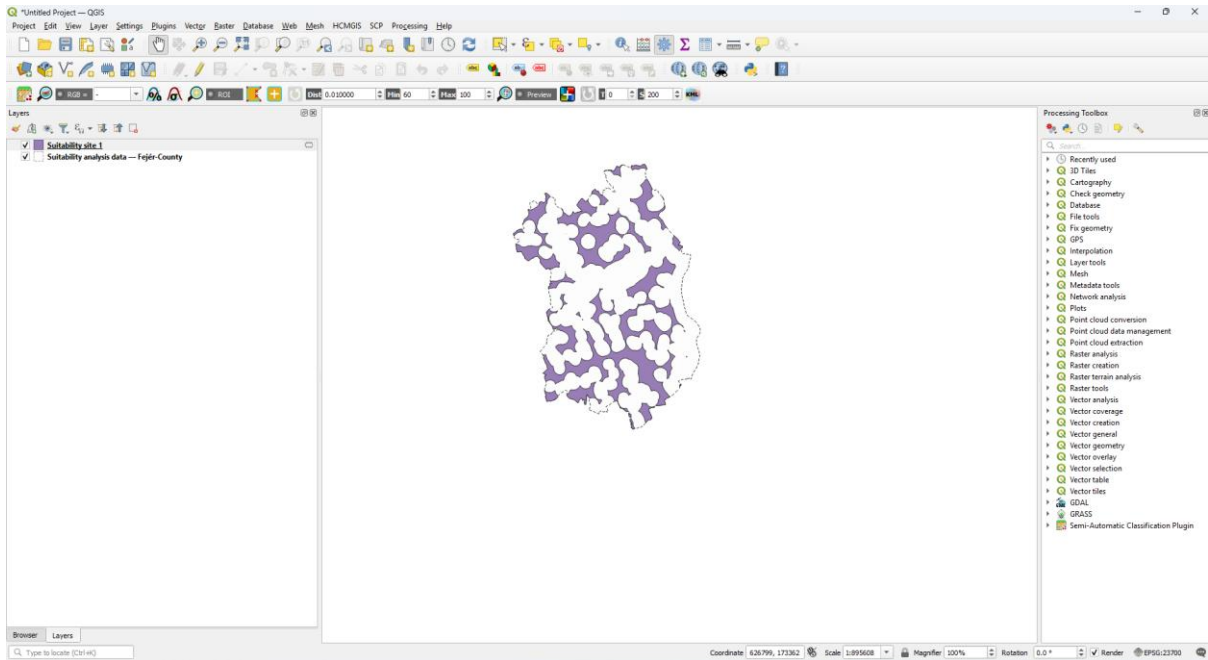 *Untitled Project — QGIS
Project Edit View Layer Settings Plugins Vector Raster Database Web Mesh HCMGIS SCP Processing Help
RGB = - ROI Dist 0.010000 Min 60 Max 100 Preview T 0 S 200 KML
Layers
Suitability site 1
Suitability analysis data — Fejér-County
Processing Toolbox
Search...
Recently used
3D Tiles
Cartography
Check geometry
Database
File tools
Fix geometry
GPS
Interpolation
Layer tools
Mesh
Metadata tools
Network analysis
Plots
Point cloud conversion
Point cloud data management
Point cloud extraction
Raster analysis
Raster creation
Raster terrain analysis
Raster tools
Vector analysis
Vector coverage
Vector creation
Vector general
Vector geometry
Vector overlay
Vector selection
Vector table
Vector tiles
GDAL
GRASS
Semi-Automatic Classification Plugin
Browser Layers
Type to locate (Ctrl+K)
Coordinate 626799, 173362 Scale 1:895608 Magnifier 100% Rotation 0.0 ° Render EPSG:23700